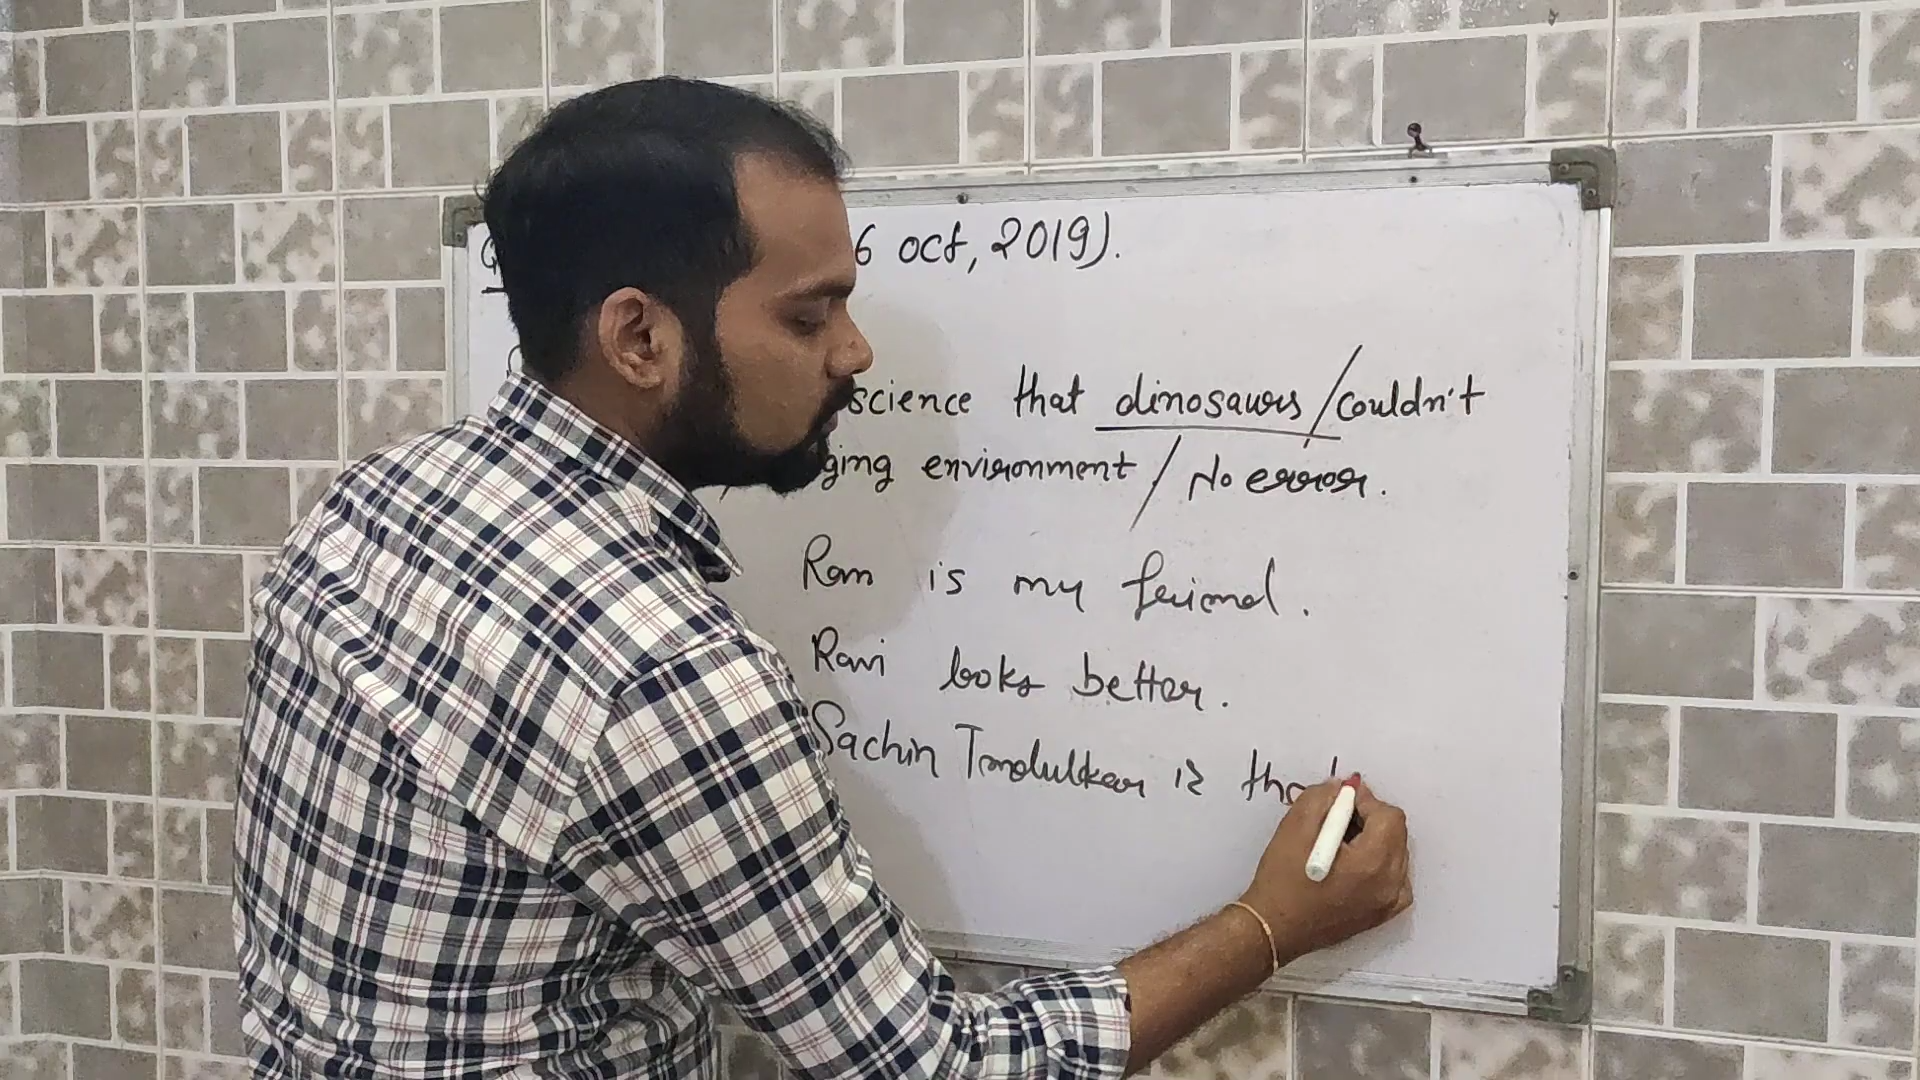 6 oct, 2019).
science that dinosaurs / couldn't
ging environment / No error.
Ram is my friend.
Ravi looks better.
Sachin Tendulkar is the